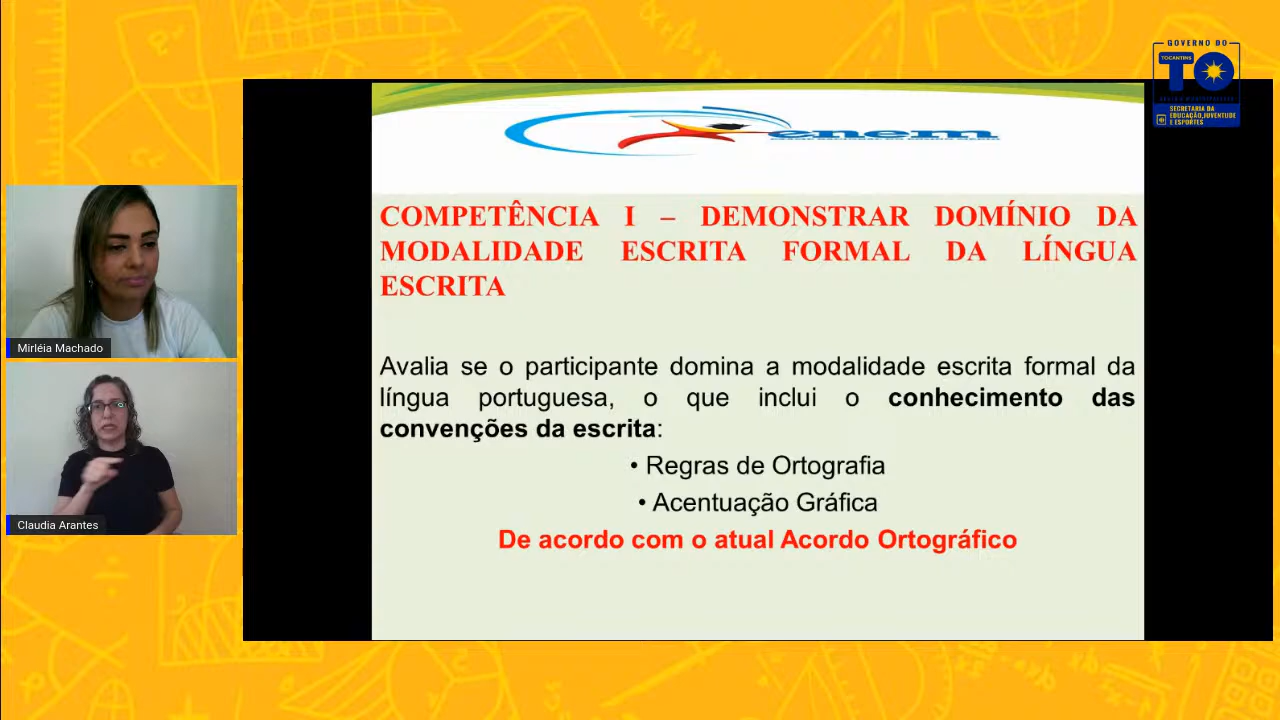 GOVERNO DO
TOCANTINS
TO
SECRETARIA DA
EDUCAÇÃO, JUVENTUDE
E ESPORTES
enem
COMPETÊNCIA I – DEMONSTRAR DOMÍNIO DA
MODALIDADE ESCRITA FORMAL DA LÍNGUA
ESCRITA
Avalia se o participante domina a modalidade escrita formal da
língua portuguesa, o que inclui o conhecimento das
convenções da escrita:
• Regras de Ortografia
• Acentuação Gráfica
De acordo com o atual Acordo Ortográfico
Mirléia Machado
Claudia Arantes